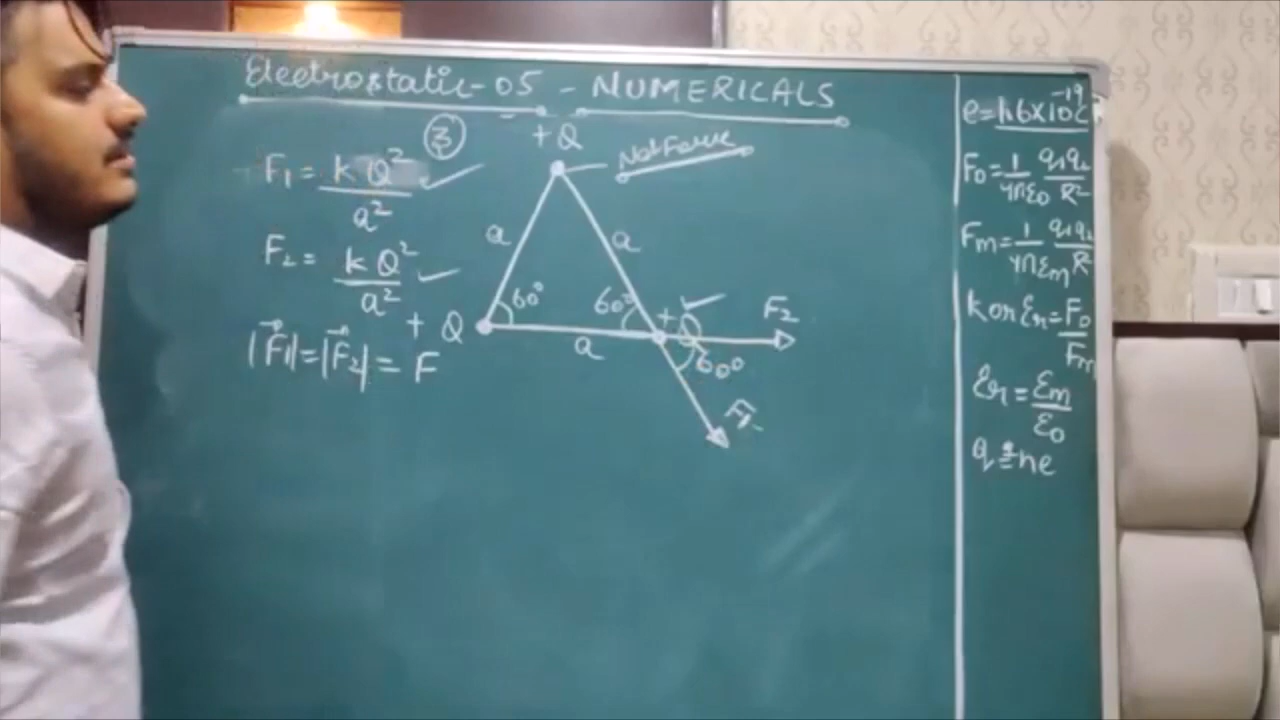 Electrostatic-05 - NUMERICALS
③
F₁ = kQ²/a² ✓
F₂ = kQ²/a² ✓
|F⃗₁|=|F⃗₂|= F
+Q
Net Force
a
a
60°
60°
+ Q
+ Q
F₂
a
60°
F₁
e=1.6×10⁻¹⁹C
F₀=1/4πε₀ q₁q₂/R²
Fm=1/4πεm q₁q₂/R²
K or εr=F₀/Fm
εr=εm/ε₀
q=±ne